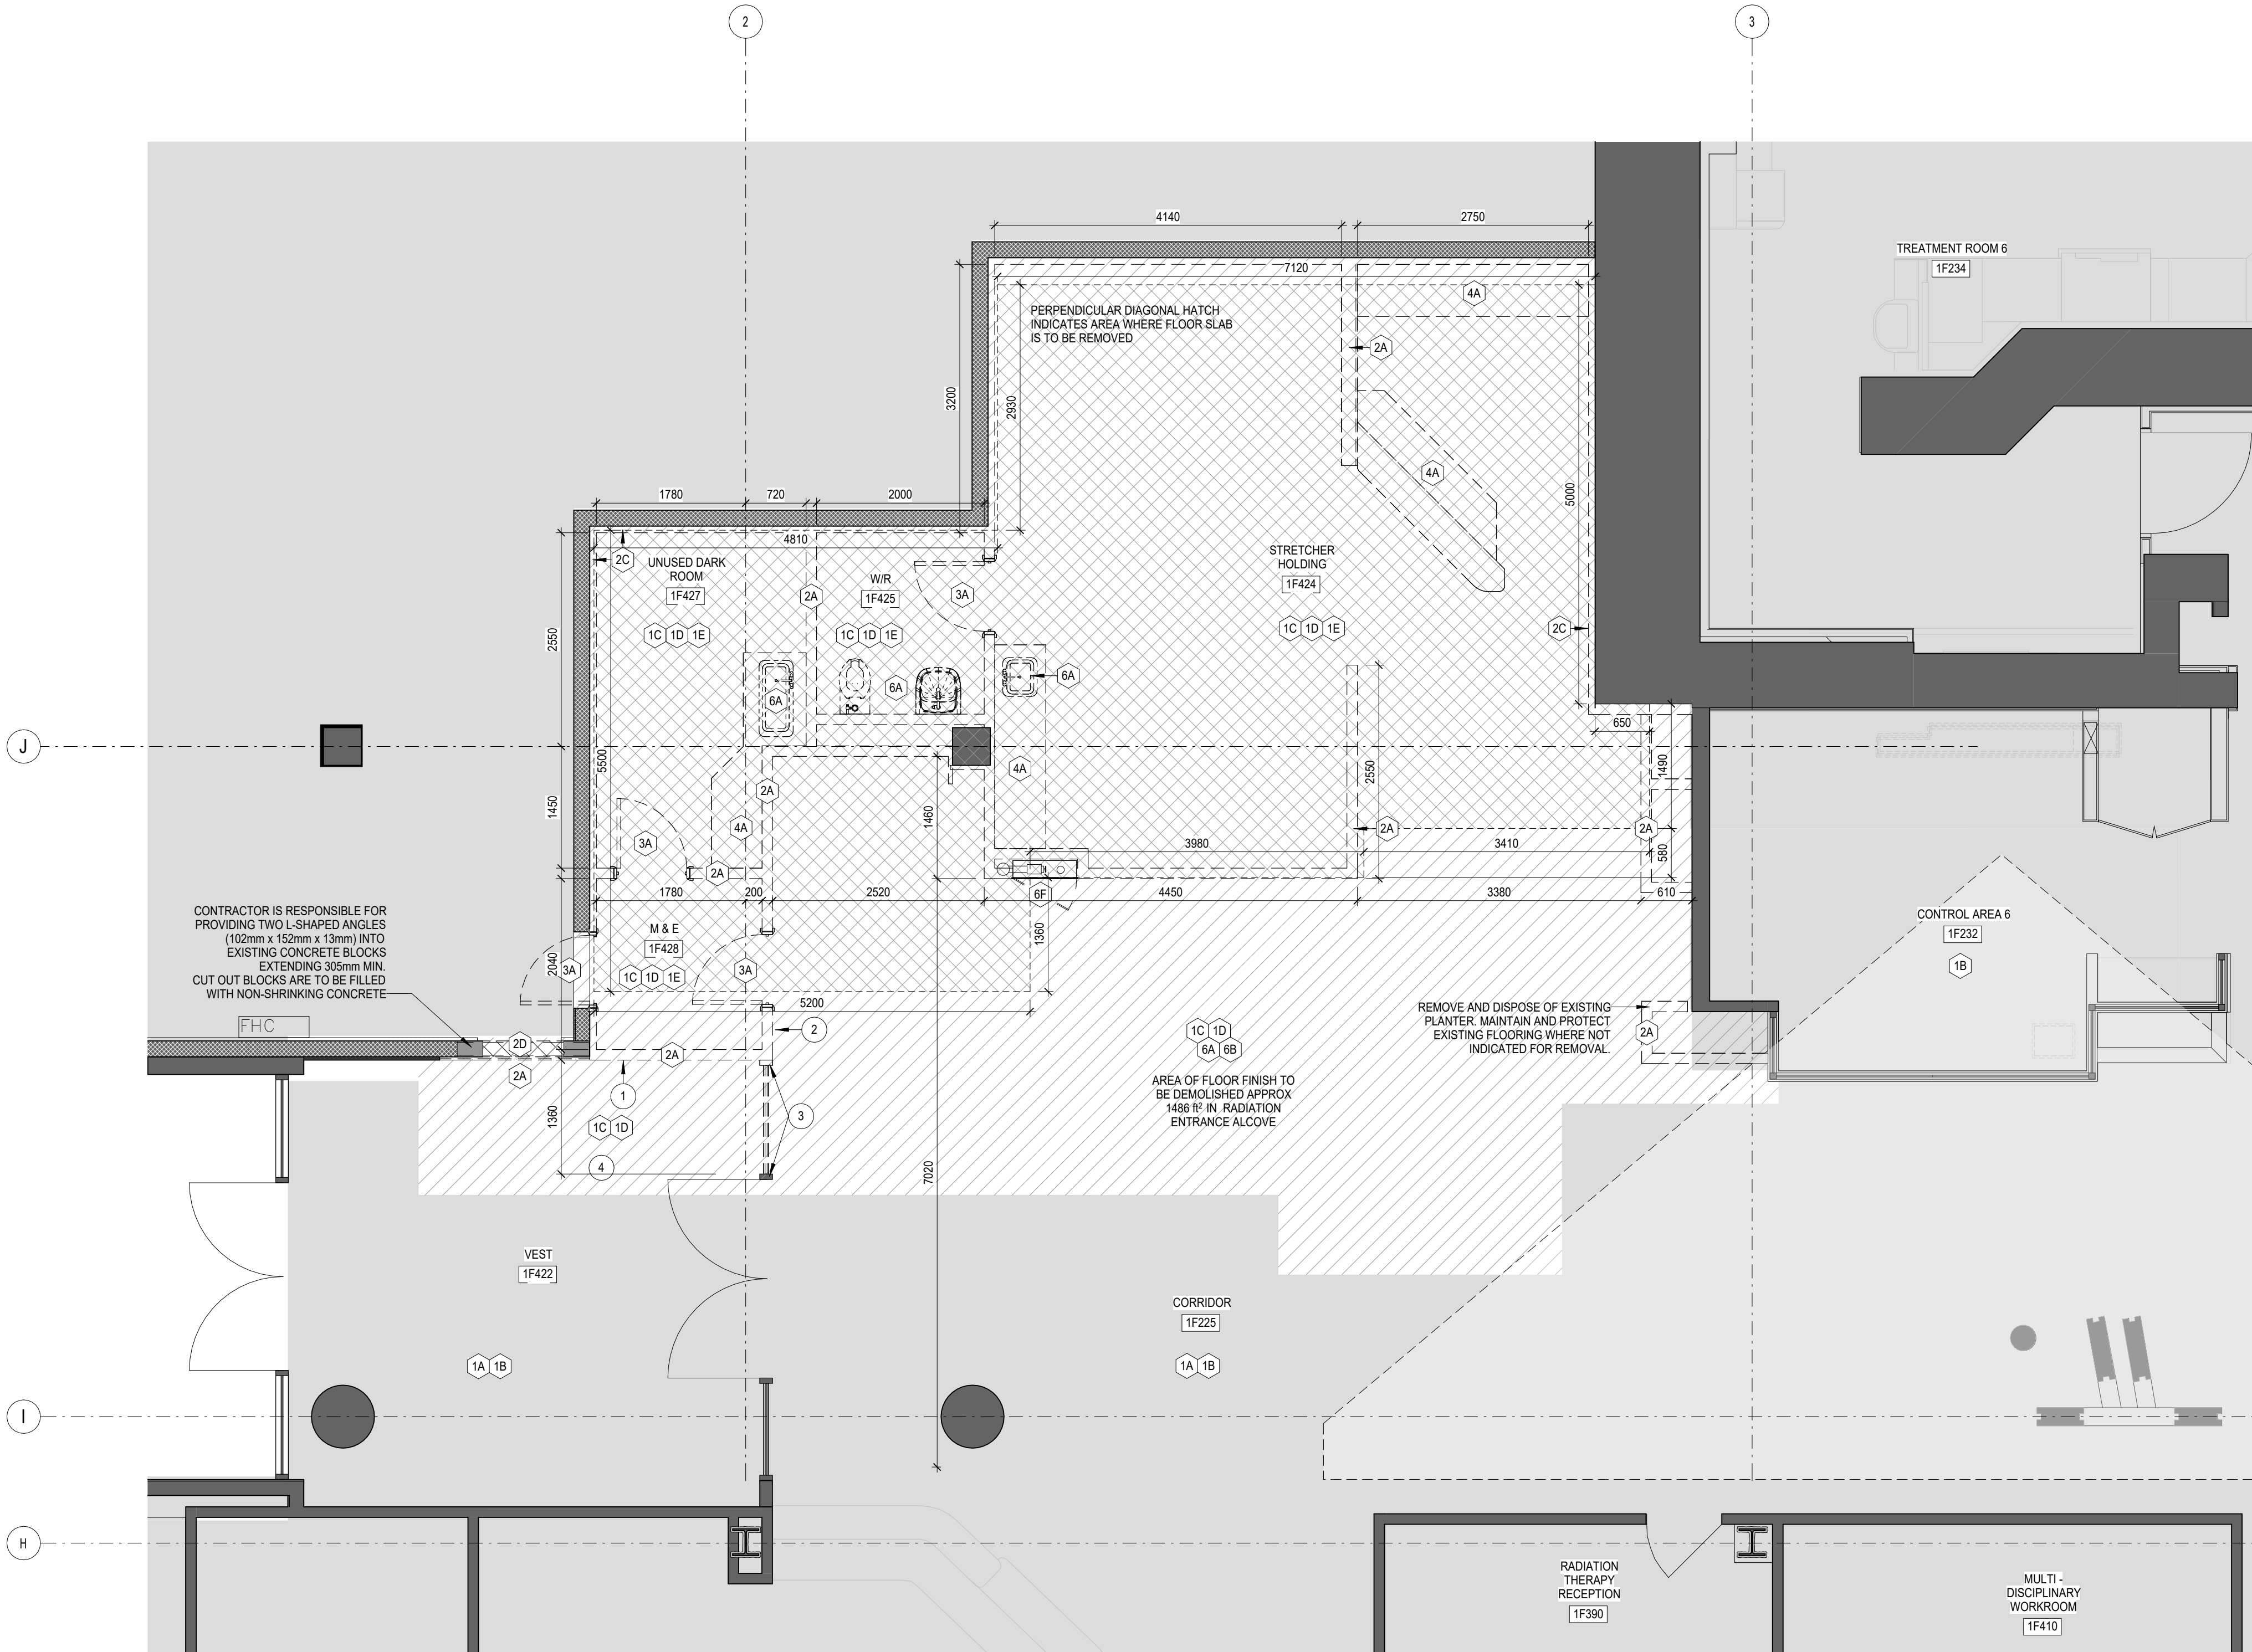 2
3
4140
2750
TREATMENT ROOM 6
1F234
7120
4A
PERPENDICULAR DIAGONAL HATCH
INDICATES AREA WHERE FLOOR SLAB
IS TO BE REMOVED
2A
3200
2930
4A
5000
1780
720
2000
4810
2C
UNUSED DARK
ROOM
1F427
W/R
1F425
2A
3A
STRETCHER
HOLDING
1F424
2550
1C 1D 1E
1C 1D 1E
1C 1D 1E
2C
6A
6A
6A
650
J
5500
1490
2A
4A
2550
1450
1460
4A
3A
2A
2A
3980
3410
580
2A
1780
200
2520
6F
4450
3380
610
CONTRACTOR IS RESPONSIBLE FOR
PROVIDING TWO L-SHAPED ANGLES
(102mm x 152mm x 13mm) INTO
EXISTING CONCRETE BLOCKS
EXTENDING 305mm MIN.
CUT OUT BLOCKS ARE TO BE FILLED
WITH NON-SHRINKING CONCRETE
M & E
1F428
1360
CONTROL AREA 6
1F232
1B
2040
3A
1C 1D 1E
3A
5200
REMOVE AND DISPOSE OF EXISTING
PLANTER. MAINTAIN AND PROTECT
EXISTING FLOORING WHERE NOT
INDICATED FOR REMOVAL.
2A
FHC
2
1C 1D
6A 6B
2D
2A
2A
AREA OF FLOOR FINISH TO
BE DEMOLISHED APPROX
1486 ft² IN RADIATION
ENTRANCE ALCOVE
1
3
1360
1C 1D
4
7020
VEST
1F422
CORRIDOR
1F225
1A 1B
1A 1B
I
H
RADIATION
THERAPY
RECEPTION
1F390
MULTI -
DISCIPLINARY
WORKROOM
1F410